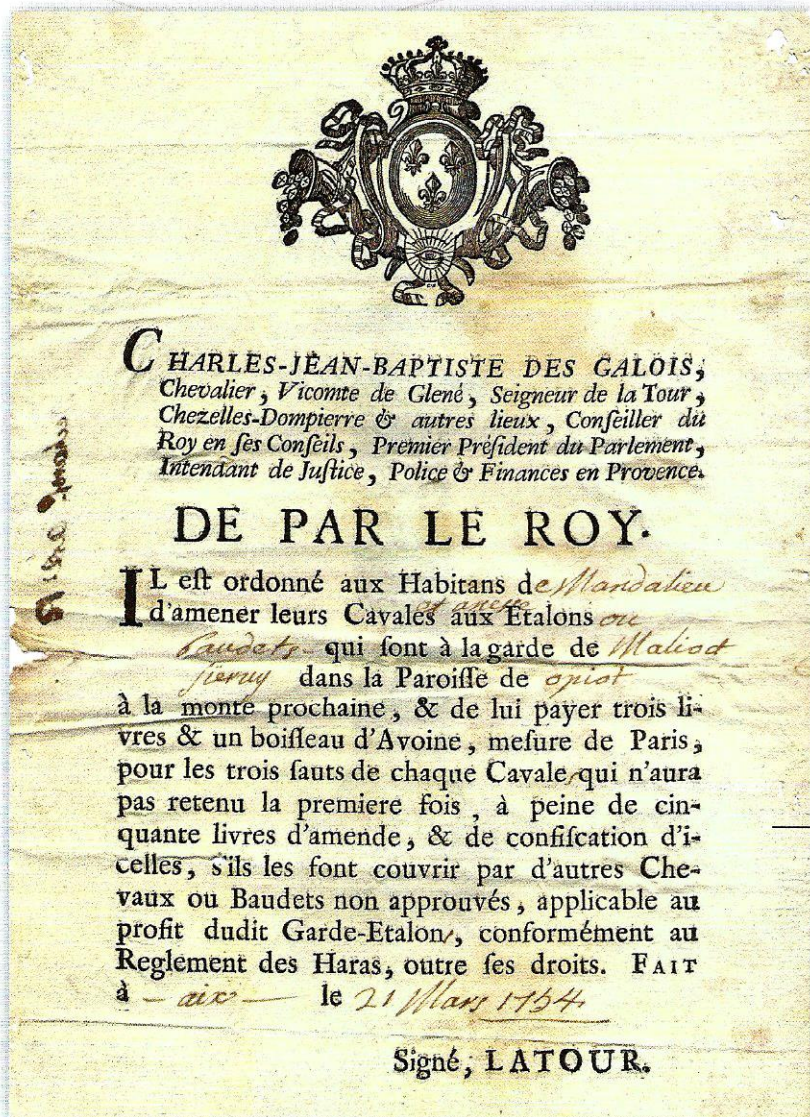 CHARLES-JEAN-BAPTISTE DES GALOIS,
Chevalier, Vicomte de Glené, Seigneur de la Tour,
Chezelles-Dompierre & autres lieux, Conſeiller du
Roy en ſes Conſeils, Premier Préſident du Parlement,
Intendant de Juſtice, Police & Finances en Provence.
DE PAR LE ROY.
IL eſt ordonné aux Habitans de Mandalieu
et anesse
d'amener leurs Cavales aux Etalons ou
Baudets qui ſont à la garde de
dans la Paroiſſe de opiot
à la monte prochaine, & de lui payer trois li-
vres & un boiſſeau d'Avoine, meſure de Paris,
pour les trois ſauts de chaque Cavale, qui n'aura
pas retenu la premiere fois, à peine de cin-
quante livres d'amende, & de confiſcation d'i-
celles, s'ils les font couvrir par d'autres Che-
vaux ou Baudets non approuvés, applicable au
profit dudit Garde-Etalon, conformément au
Reglement des Haras, outre ſes droits. FAIT
à - aix - le 21 Mars 1754
Signé, LATOUR.